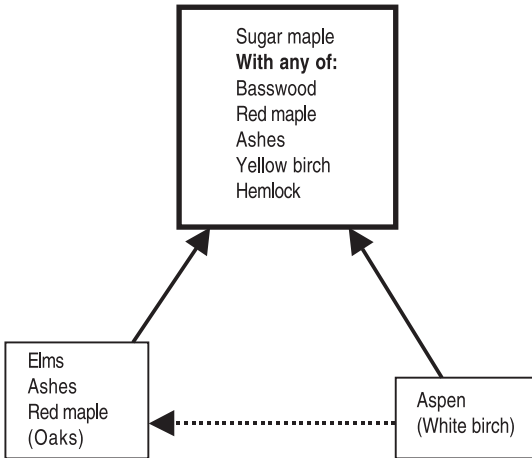 Sugar maple
With any of:
Basswood
Red maple
Ashes
Yellow birch
Hemlock
Elms
Ashes
Red maple
(Oaks)
Aspen
(White birch)